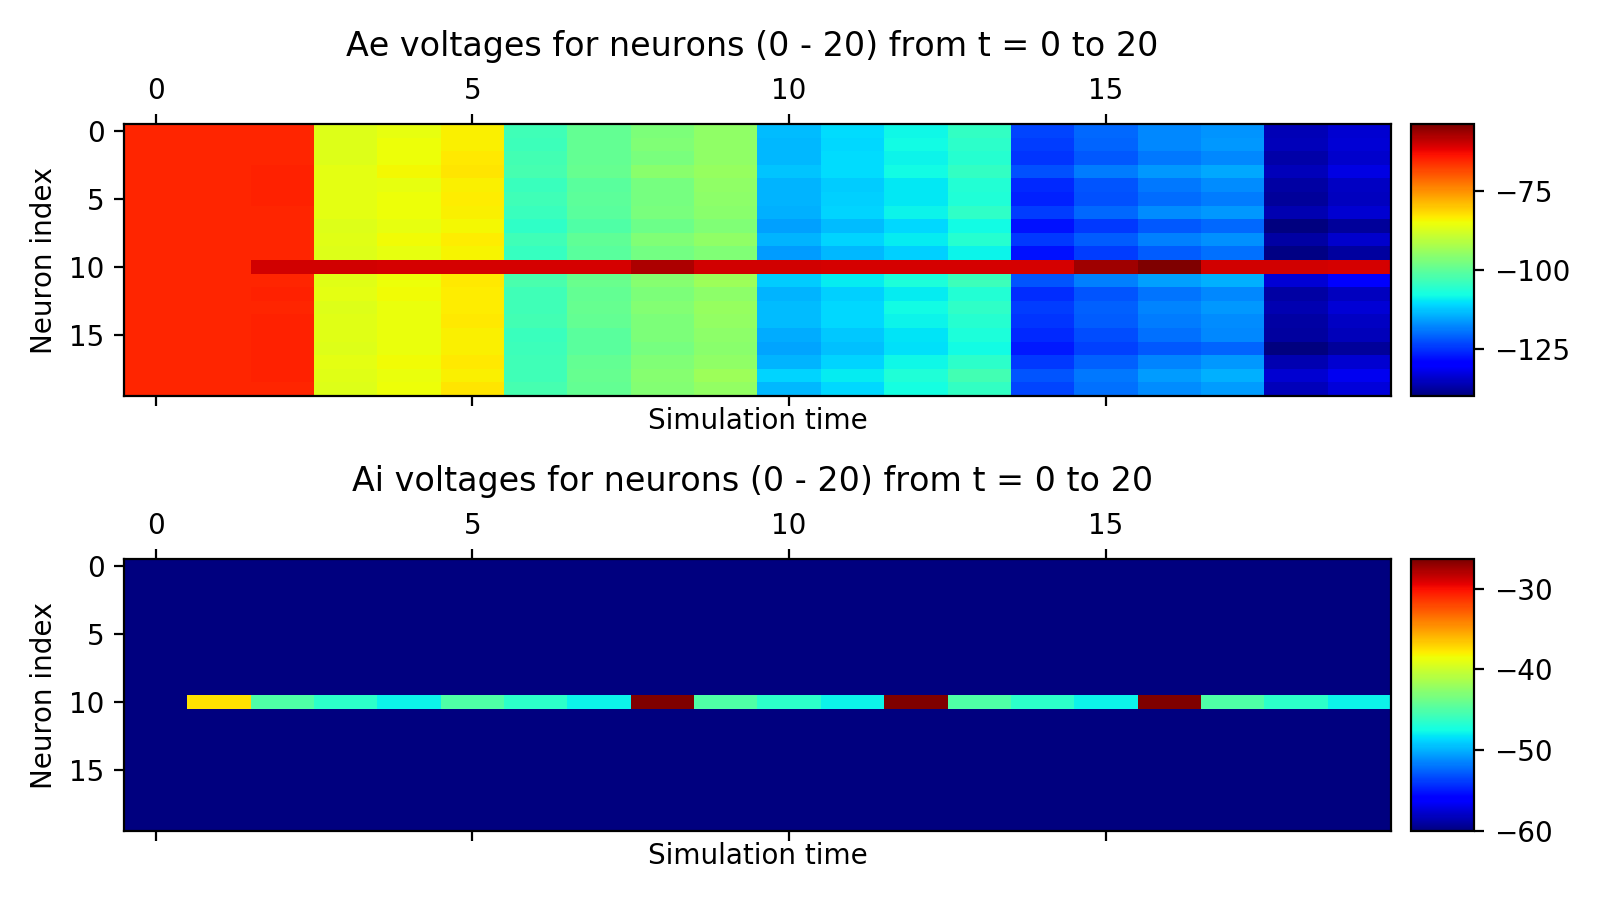 Ae voltages for neurons (0 - 20) from t = 0 to 20
0 5 10 15
Neuron index
0
5
10
15
Simulation time
−75
−100
−125
Ai voltages for neurons (0 - 20) from t = 0 to 20
0 5 10 15
Neuron index
0
5
10
15
Simulation time
−30
−40
−50
−60